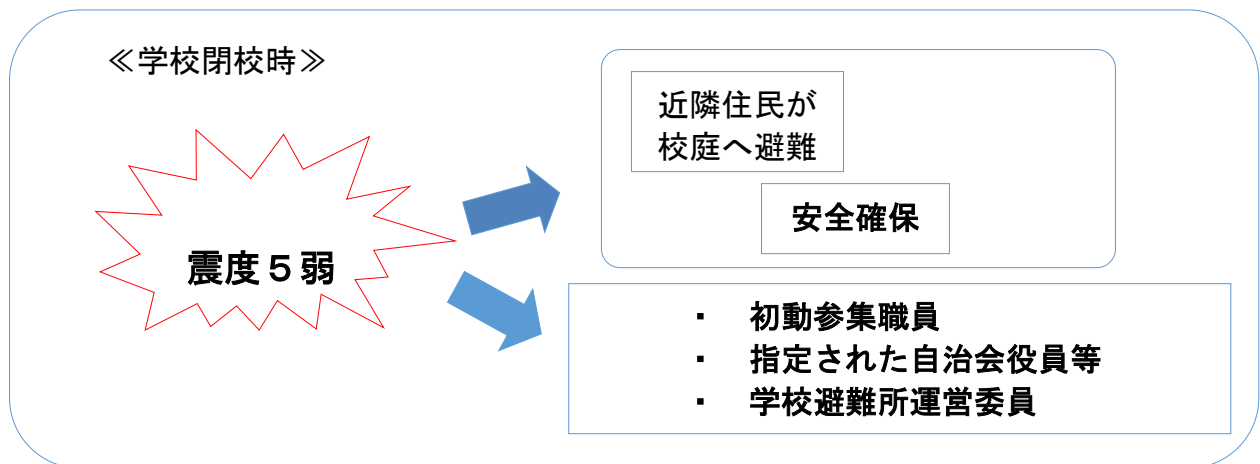 ≪学校閉校時≫
近隣住民が
校庭へ避難
安全確保
震度５弱
・ 初動参集職員
・ 指定された自治会役員等
・ 学校避難所運営委員